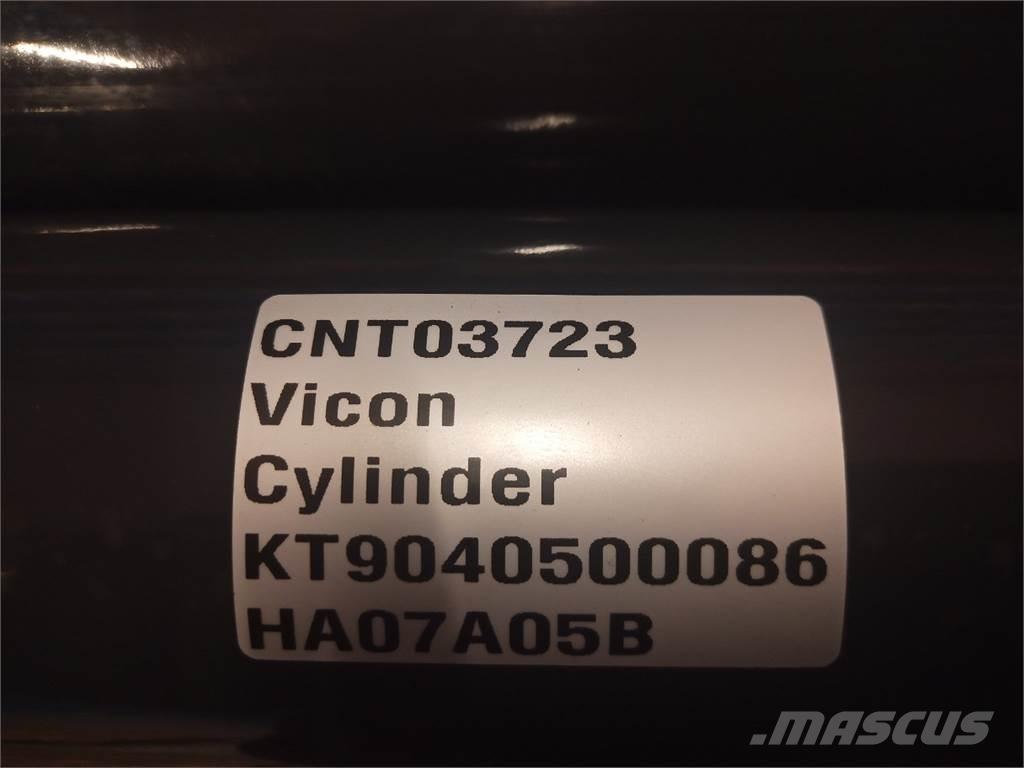 CNT03723
Vicon
Cylinder
KT9040500086
HA07A05B
.MASCUS